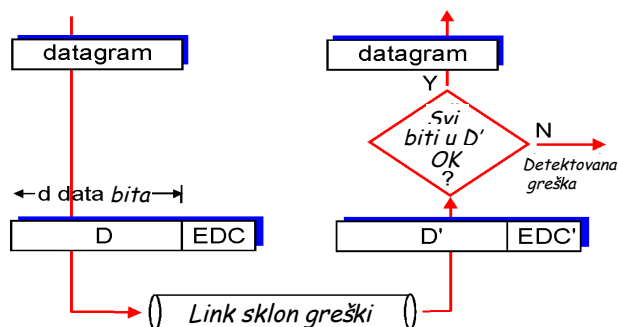 datagram
datagram
Y
Svi
biti u D'
OK
?
N
Detektovana
greška
d data bita
D
EDC
D'
EDC'
Link sklon greški